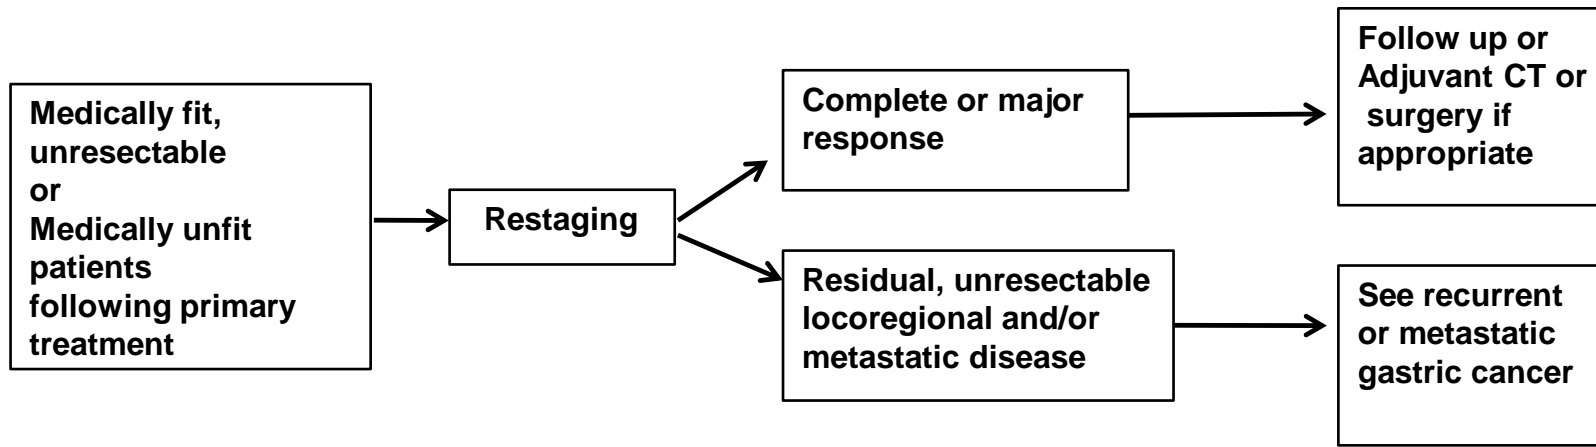 Medically fit,
unresectable
or
Medically unfit
patients
following primary
treatment
Restaging
Complete or major
response
Follow up or
Adjuvant CT or
surgery if
appropriate
Residual, unresectable
locoregional and/or
metastatic disease
See recurrent
or metastatic
gastric cancer